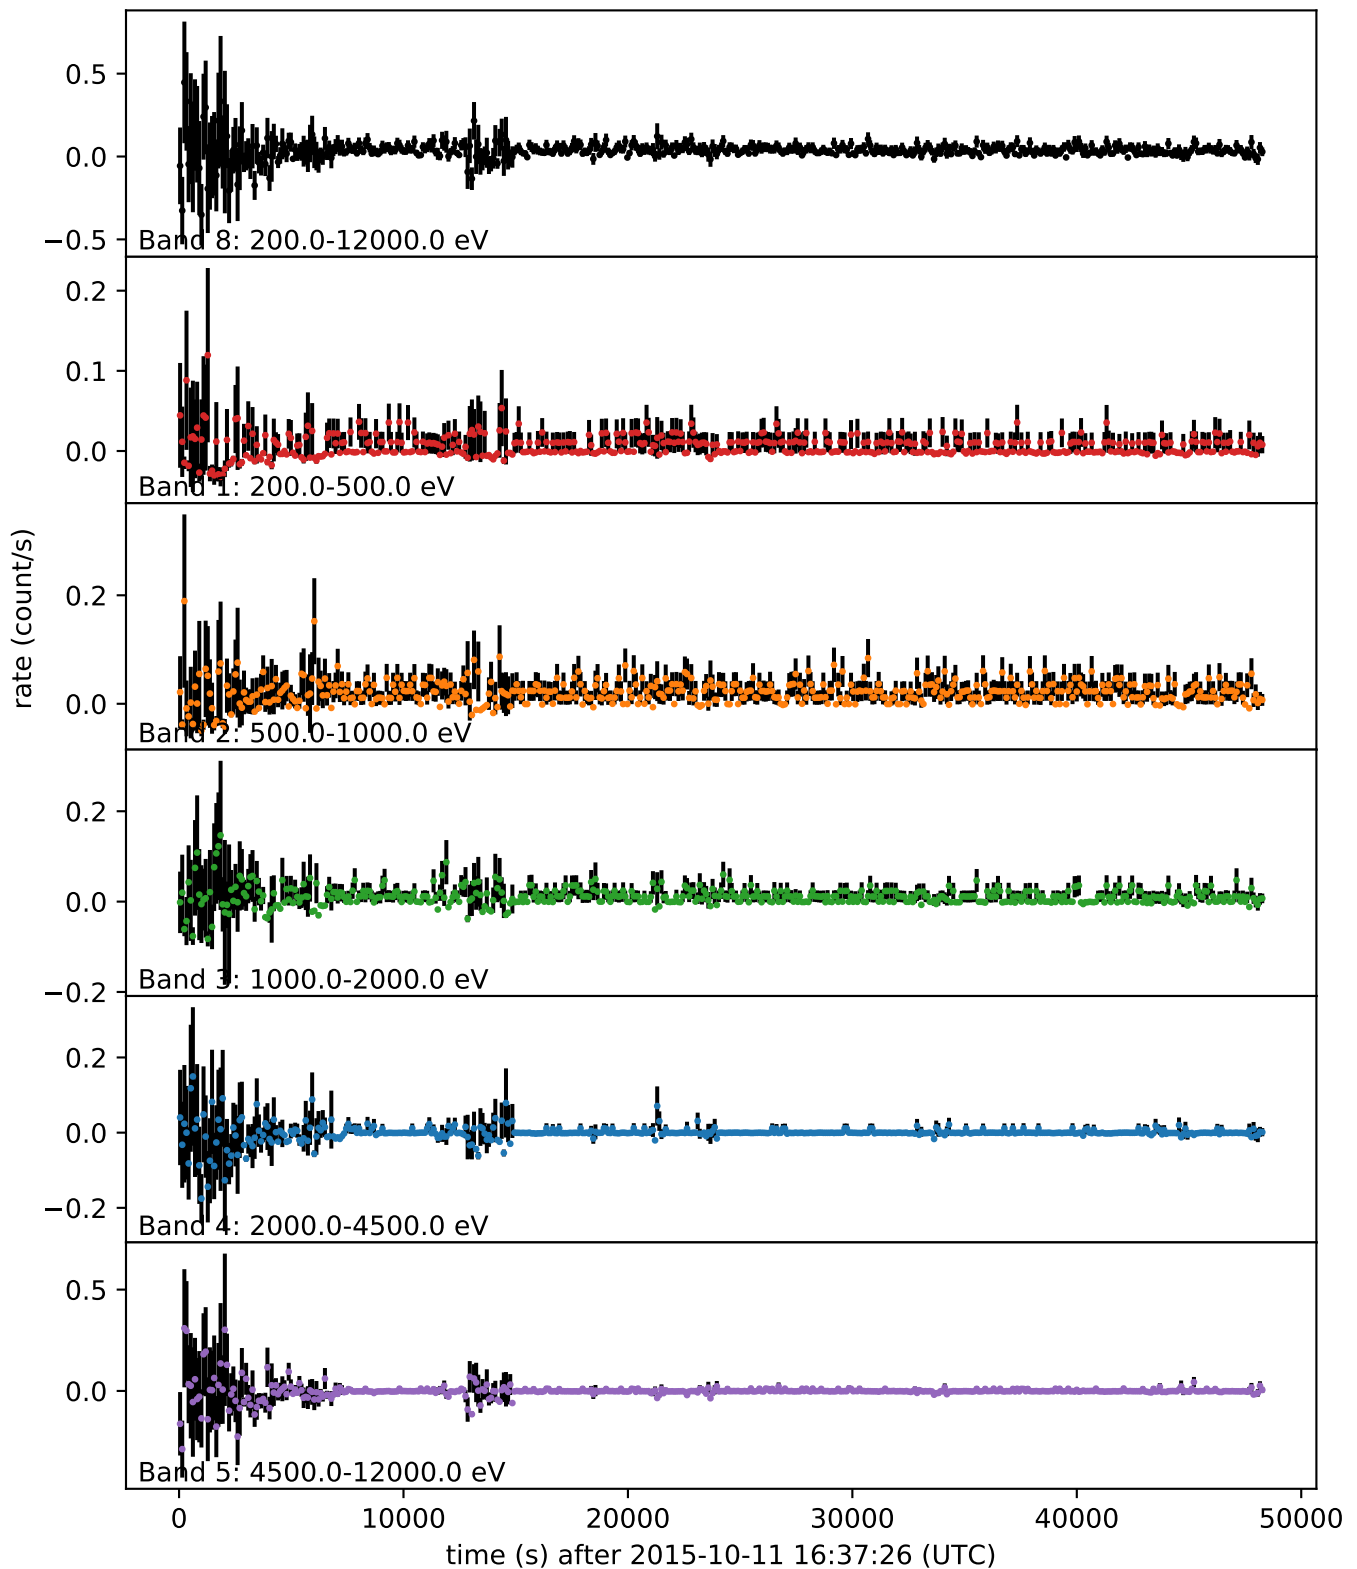 0.5
0.0
−0.5
Band 8: 200.0-12000.0 eV
0.2
0.1
0.0
Band 1: 200.0-500.0 eV
rate (count/s)
0.2
0.0
Band 2: 500.0-1000.0 eV
0.2
0.0
−0.2
Band 3: 1000.0-2000.0 eV
0.2
0.0
−0.2
Band 4: 2000.0-4500.0 eV
0.5
0.0
Band 5: 4500.0-12000.0 eV
0 10000 20000 30000 40000 50000
time (s) after 2015-10-11 16:37:26 (UTC)